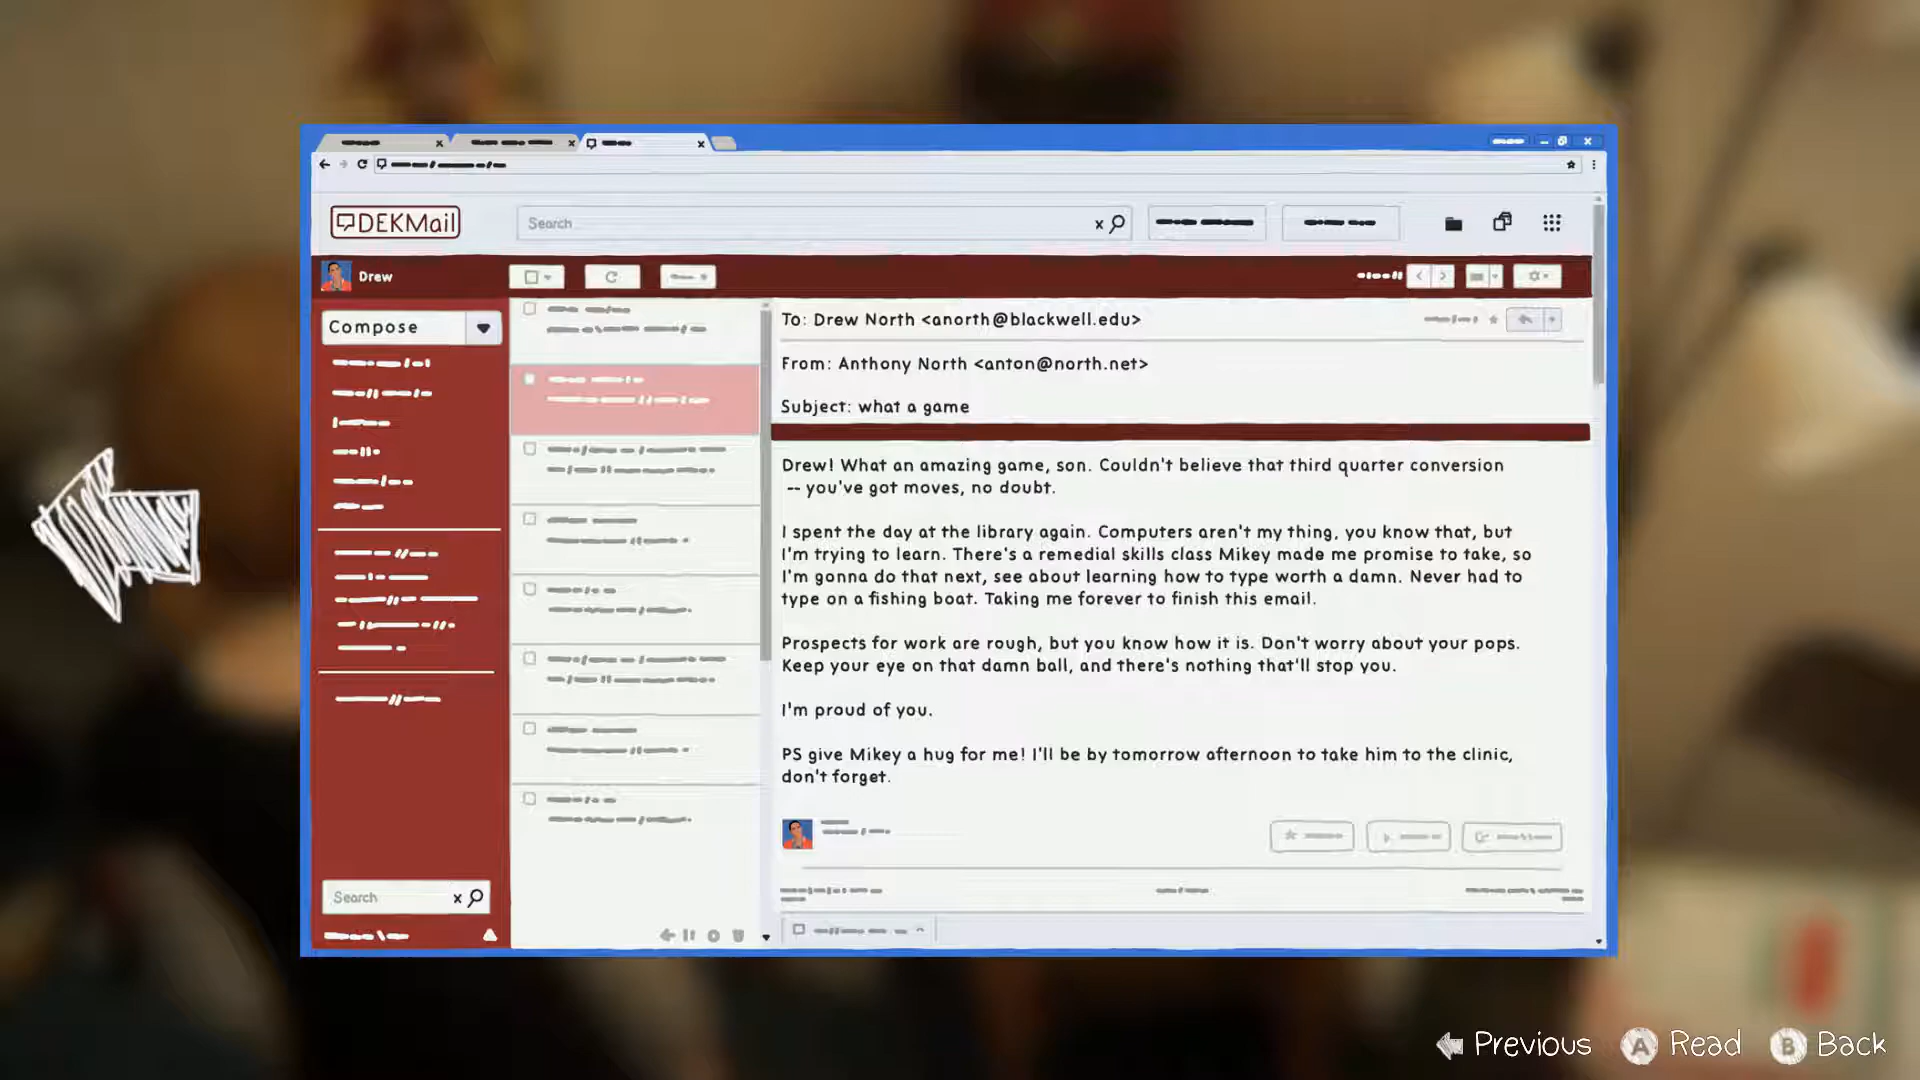 DEKMail
Search
Drew
Compose
To: Drew North <anorth@blackwell.edu>
From: Anthony North <anton@north.net>
Subject: what a game
Drew! What an amazing game, son. Couldn't believe that third quarter conversion
-- you've got moves, no doubt.
I spent the day at the library again. Computers aren't my thing, you know that, but
I'm trying to learn. There's a remedial skills class Mikey made me promise to take, so
I'm gonna do that next, see about learning how to type worth a damn. Never had to
type on a fishing boat. Taking me forever to finish this email.
Prospects for work are rough, but you know how it is. Don't worry about your pops.
Keep your eye on that damn ball, and there's nothing that'll stop you.
I'm proud of you.
PS give Mikey a hug for me! I'll be by tomorrow afternoon to take him to the clinic,
don't forget.
Search
Previous A Read B Back